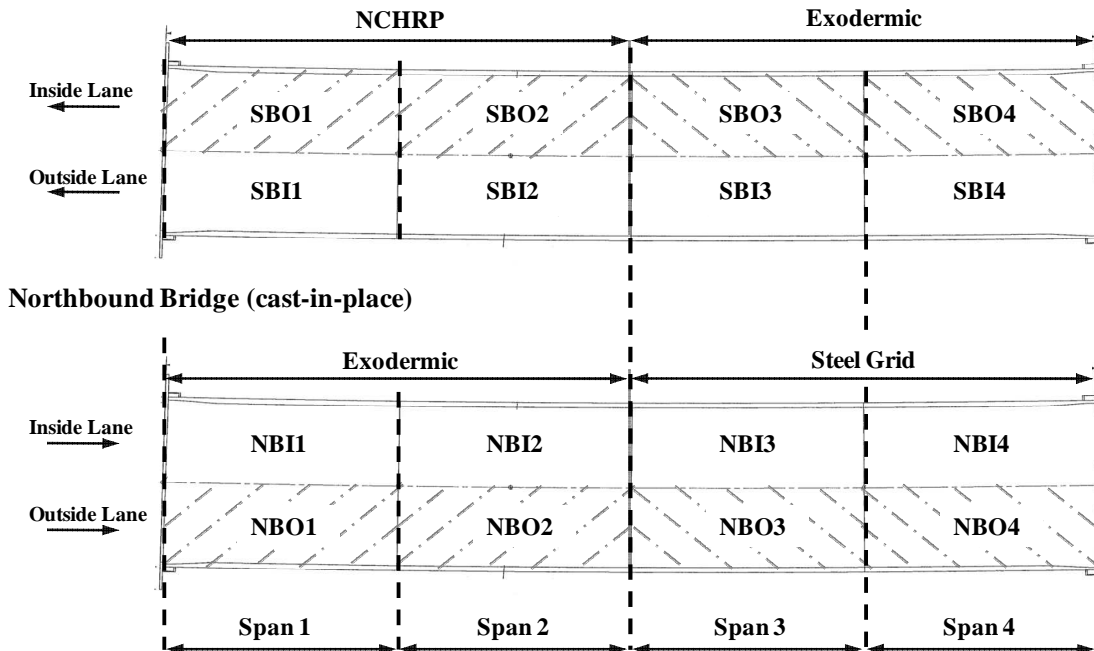 NCHRP Exodermic
Inside Lane SBO1 SBO2 SBO3 SBO4
Outside Lane SBI1 SBI2 SBI3 SBI4
Northbound Bridge (cast-in-place)
Exodermic Steel Grid
Inside Lane NBI1 NBI2 NBI3 NBI4
Outside Lane NBO1 NBO2 NBO3 NBO4
Span 1 Span 2 Span 3 Span 4